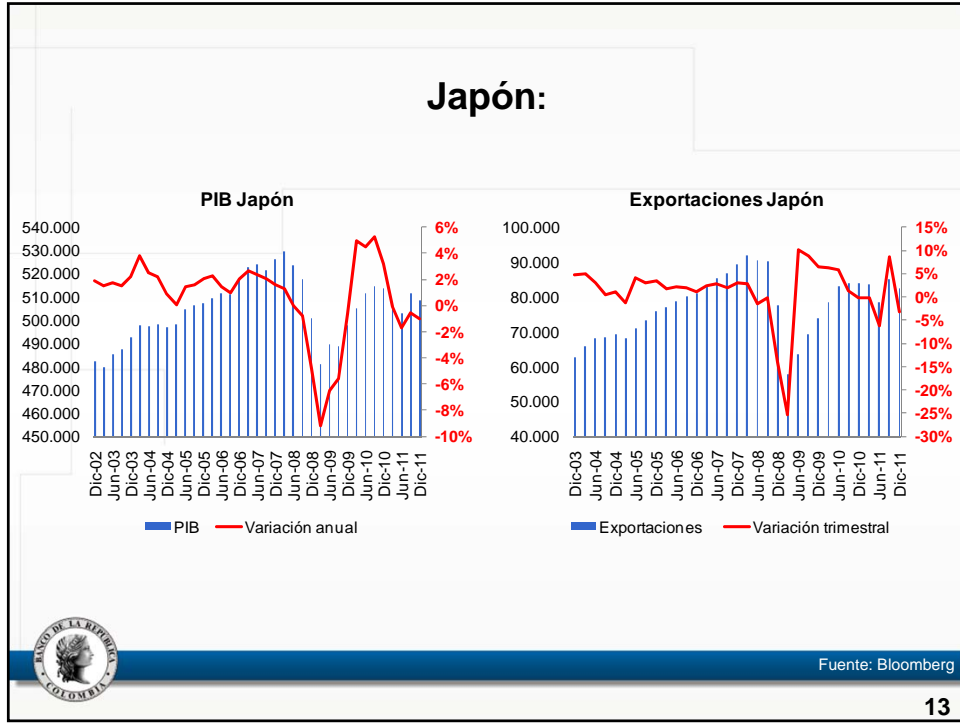 Japón:
PIB Japón
540.000
530.000
520.000
510.000
500.000
490.000
480.000
470.000
460.000
450.000
6%
4%
2%
0%
-2%
-4%
-6%
-8%
-10%
Dic-02
Jun-03
Dic-03
Jun-04
Dic-04
Jun-05
Dic-05
Jun-06
Dic-06
Jun-07
Dic-07
Jun-08
Dic-08
Jun-09
Dic-09
Jun-10
Dic-10
Jun-11
Dic-11
PIB
Variación anual
Exportaciones Japón
100.000
90.000
80.000
70.000
60.000
50.000
40.000
15%
10%
5%
0%
-5%
-10%
-15%
-20%
-25%
-30%
Dic-03
Jun-04
Dic-04
Jun-05
Dic-05
Jun-06
Dic-06
Jun-07
Dic-07
Jun-08
Dic-08
Jun-09
Dic-09
Jun-10
Dic-10
Jun-11
Dic-11
Exportaciones
Variación trimestral
BANCO DE LA REPÚBLICA
COLOMBIA
Fuente: Bloomberg
13